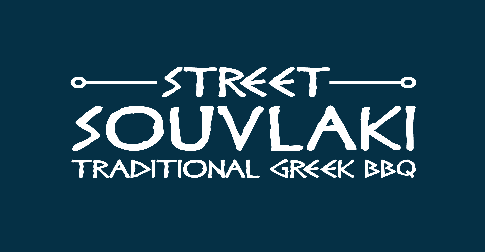 STREET
SOUVLAKI
TRADITIONAL GREEK BBQ